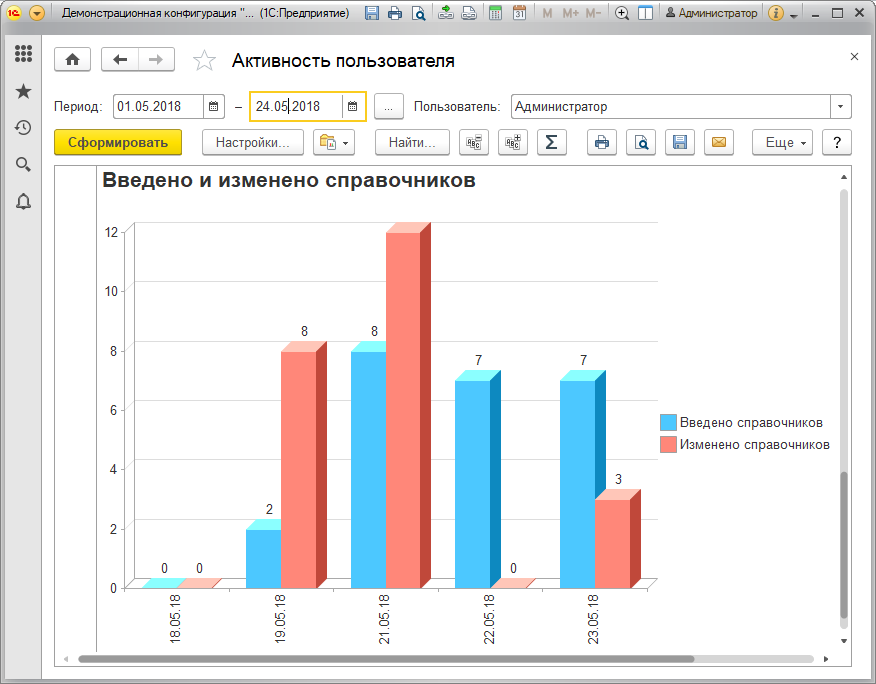 1С Демонстрационная конфигурация "... (1С:Предприятие) 31 M M+ M− Администратор i
Активность пользователя
Период: 01.05.2018 – 24.05.2018 ... Пользователь: Администратор
Сформировать Настройки... Найти... Σ Еще ?
Введено и изменено справочников
12
10
8
6
4
2
0
0 0 2 8 8 7 0 7 3
18.05.18 19.05.18 21.05.18 22.05.18 23.05.18
Введено справочников
Изменено справочников